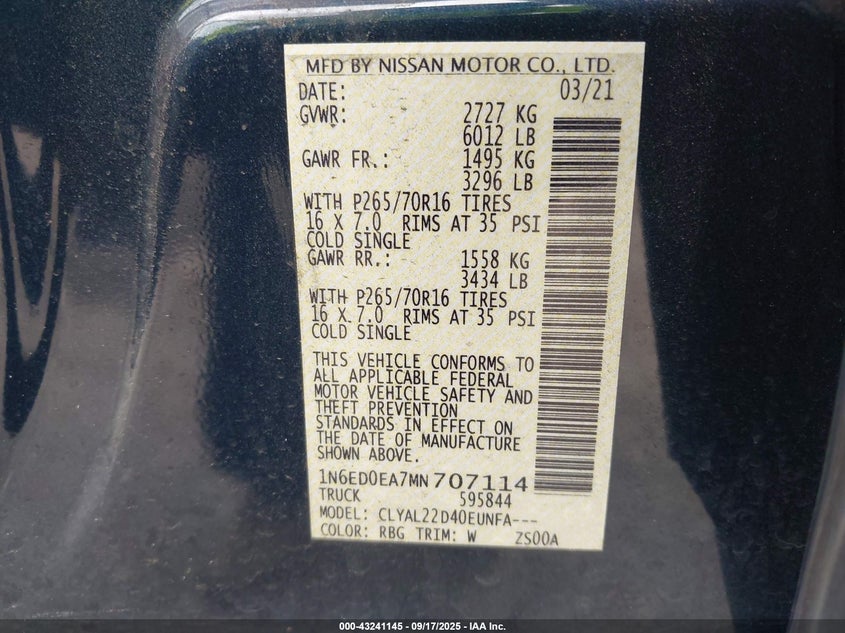 MFD BY NISSAN MOTOR CO., LTD.
DATE: 03/21
GVWR: 2727 KG
6012 LB
GAWR FR.: 1495 KG
3296 LB
WITH P265/70R16 TIRES
16 X 7.0 RIMS AT 35 PSI
COLD SINGLE
GAWR RR.: 1558 KG
3434 LB
WITH P265/70R16 TIRES
16 X 7.0 RIMS AT 35 PSI
COLD SINGLE
THIS VEHICLE CONFORMS TO
ALL APPLICABLE FEDERAL
MOTOR VEHICLE SAFETY AND
THEFT PREVENTION
STANDARDS IN EFFECT ON
THE DATE OF MANUFACTURE
SHOWN ABOVE.
1N6ED0EA7MN707114
TRUCK 595844
MODEL: CLYAL22D40EUNFA---
COLOR: RBG TRIM: W ZS00A
000-43241145 - 09/17/2025 - IAA Inc.